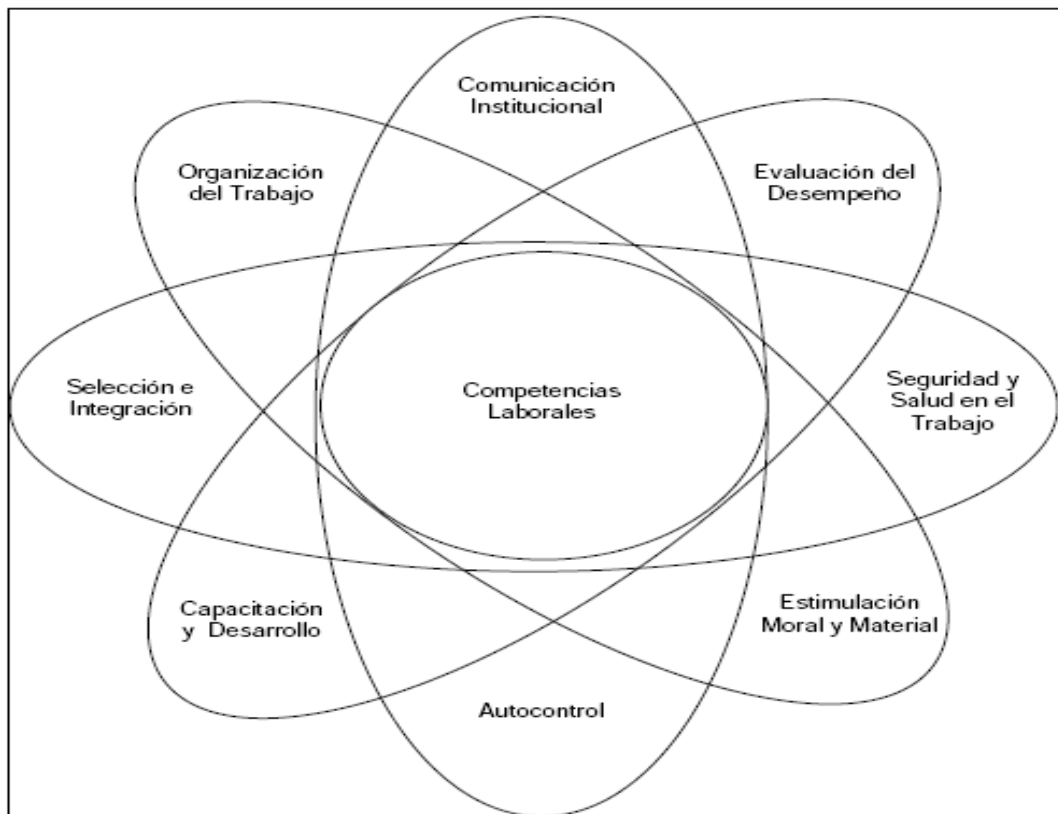 Comunicación
Institucional
Organización
del Trabajo
Evaluación del
Desempeño
Selección e
Integración
Competencias
Laborales
Seguridad y
Salud en el
Trabajo
Capacitación
y Desarrollo
Estimulación
Moral y Material
Autocontrol